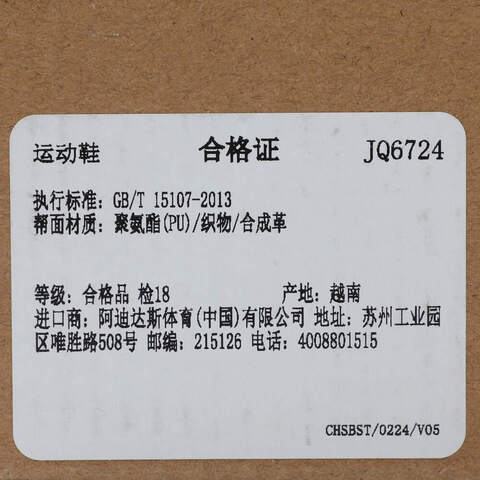 运动鞋 合格证 JQ6724
执行标准: GB/T 15107-2013
帮面材质: 聚氨酯(PU)/织物/合成革
等级: 合格品 检18 产地: 越南
进口商: 阿迪达斯体育(中国)有限公司 地址: 苏州工业园
区唯胜路508号 邮编: 215126 电话: 4008801515
CHSBST/0224/V05